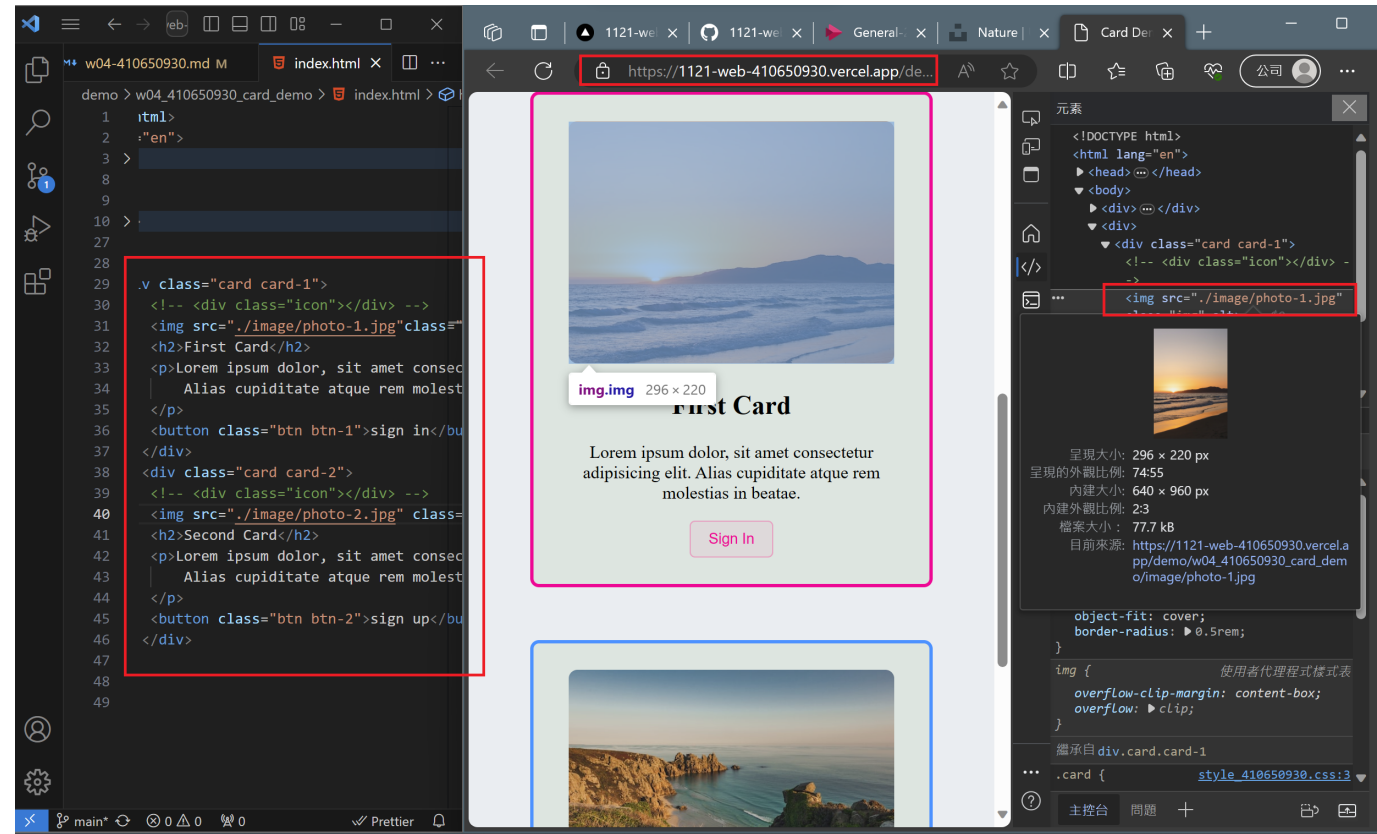 eb-
w04-410650930.md M
index.html
demo > w04_410650930_card_demo > index.html >
1 html>
2 ="en">
3
8
9
10
27
28
29 v class="card card-1">
30 <!-- <div class="icon"></div> -->
31 <img src="./image/photo-1.jpg"class="
32 <h2>First Card</h2>
33 <p>Lorem ipsum dolor, sit amet consec
34 Alias cupiditate atque rem molest
35 </p>
36 <button class="btn btn-1">sign in</bu
37 </div>
38 <div class="card card-2">
39 <!-- <div class="icon"></div> -->
40 <img src="./image/photo-2.jpg" class=
41 <h2>Second Card</h2>
42 <p>Lorem ipsum dolor, sit amet consec
43 Alias cupiditate atque rem molest
44 </p>
45 <button class="btn btn-2">sign up</bu
46 </div>
47
48
49
1
main* 0 0 0 Prettier
1121-we
1121-we
General-
Nature |
Card De
https://1121-web-410650930.vercel.app/de...
公司
img.img 296 × 220
First Card
Lorem ipsum dolor, sit amet consectetur
adipisicing elit. Alias cupiditate atque rem
molestias in beatae.
Sign In
元素
<!DOCTYPE html>
<html lang="en">
<head> </head>
<body>
<div> </div>
<div>
<div class="card card-1">
<!-- <div class="icon"></div> -
->
<img src="./image/photo-1.jpg"
呈現大小: 296 × 220 px
呈現的外觀比例: 74:55
內建大小: 640 × 960 px
內建外觀比例: 2:3
檔案大小: 77.7 kB
目前來源: https://1121-web-410650930.vercel.a
pp/demo/w04_410650930_card_dem
o/image/photo-1.jpg
object-fit: cover;
border-radius: 0.5rem;
}
img { 使用者代理程式樣式表
overflow-clip-margin: content-box;
overflow: clip;
}
繼承自 div.card.card-1
.card { style_410650930.css:3
主控台 問題